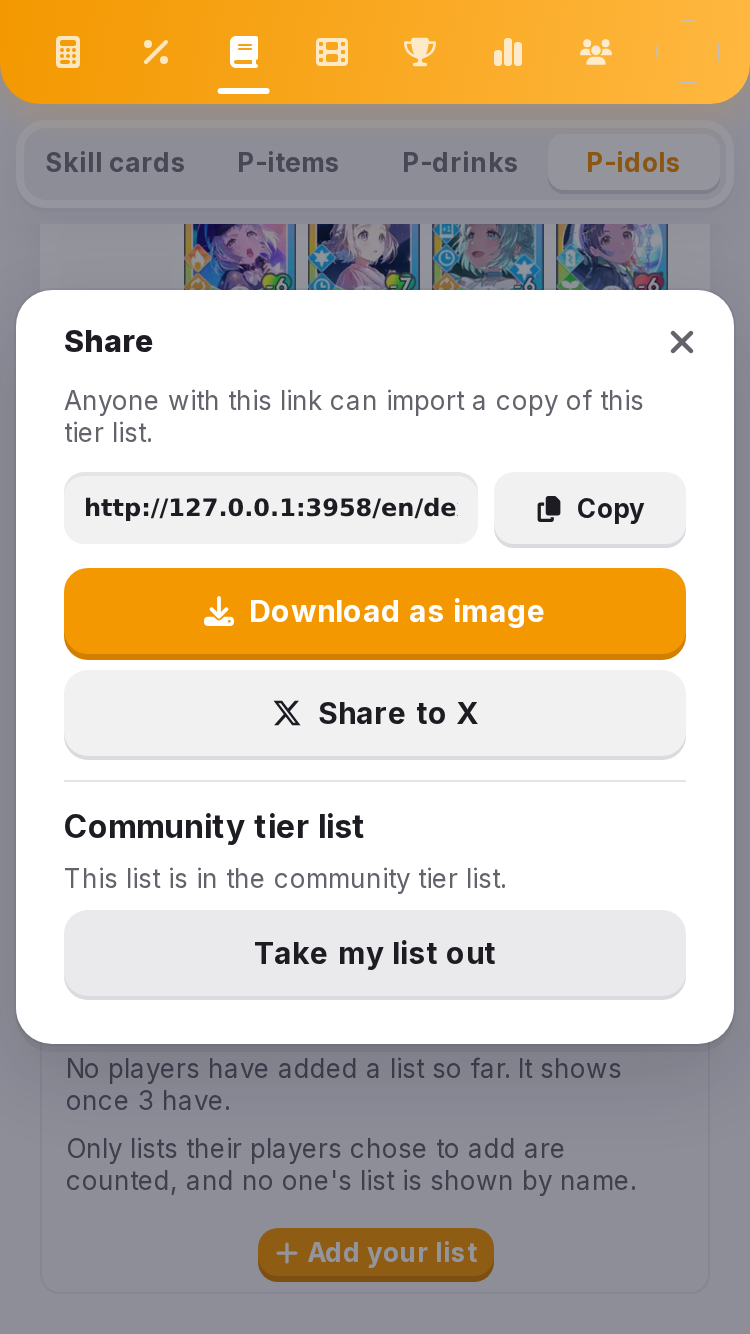 Skill cards
P-items
P-drinks
P-idols
-6
-7
-6
-6
Share
Anyone with this link can import a copy of this
tier list.
http://127.0.0.1:3958/en/de
Copy
Download as image
Share to X
Community tier list
This list is in the community tier list.
Take my list out
No players have added a list so far. It shows
once 3 have.
Only lists their players chose to add are
counted, and no one's list is shown by name.
Add your list